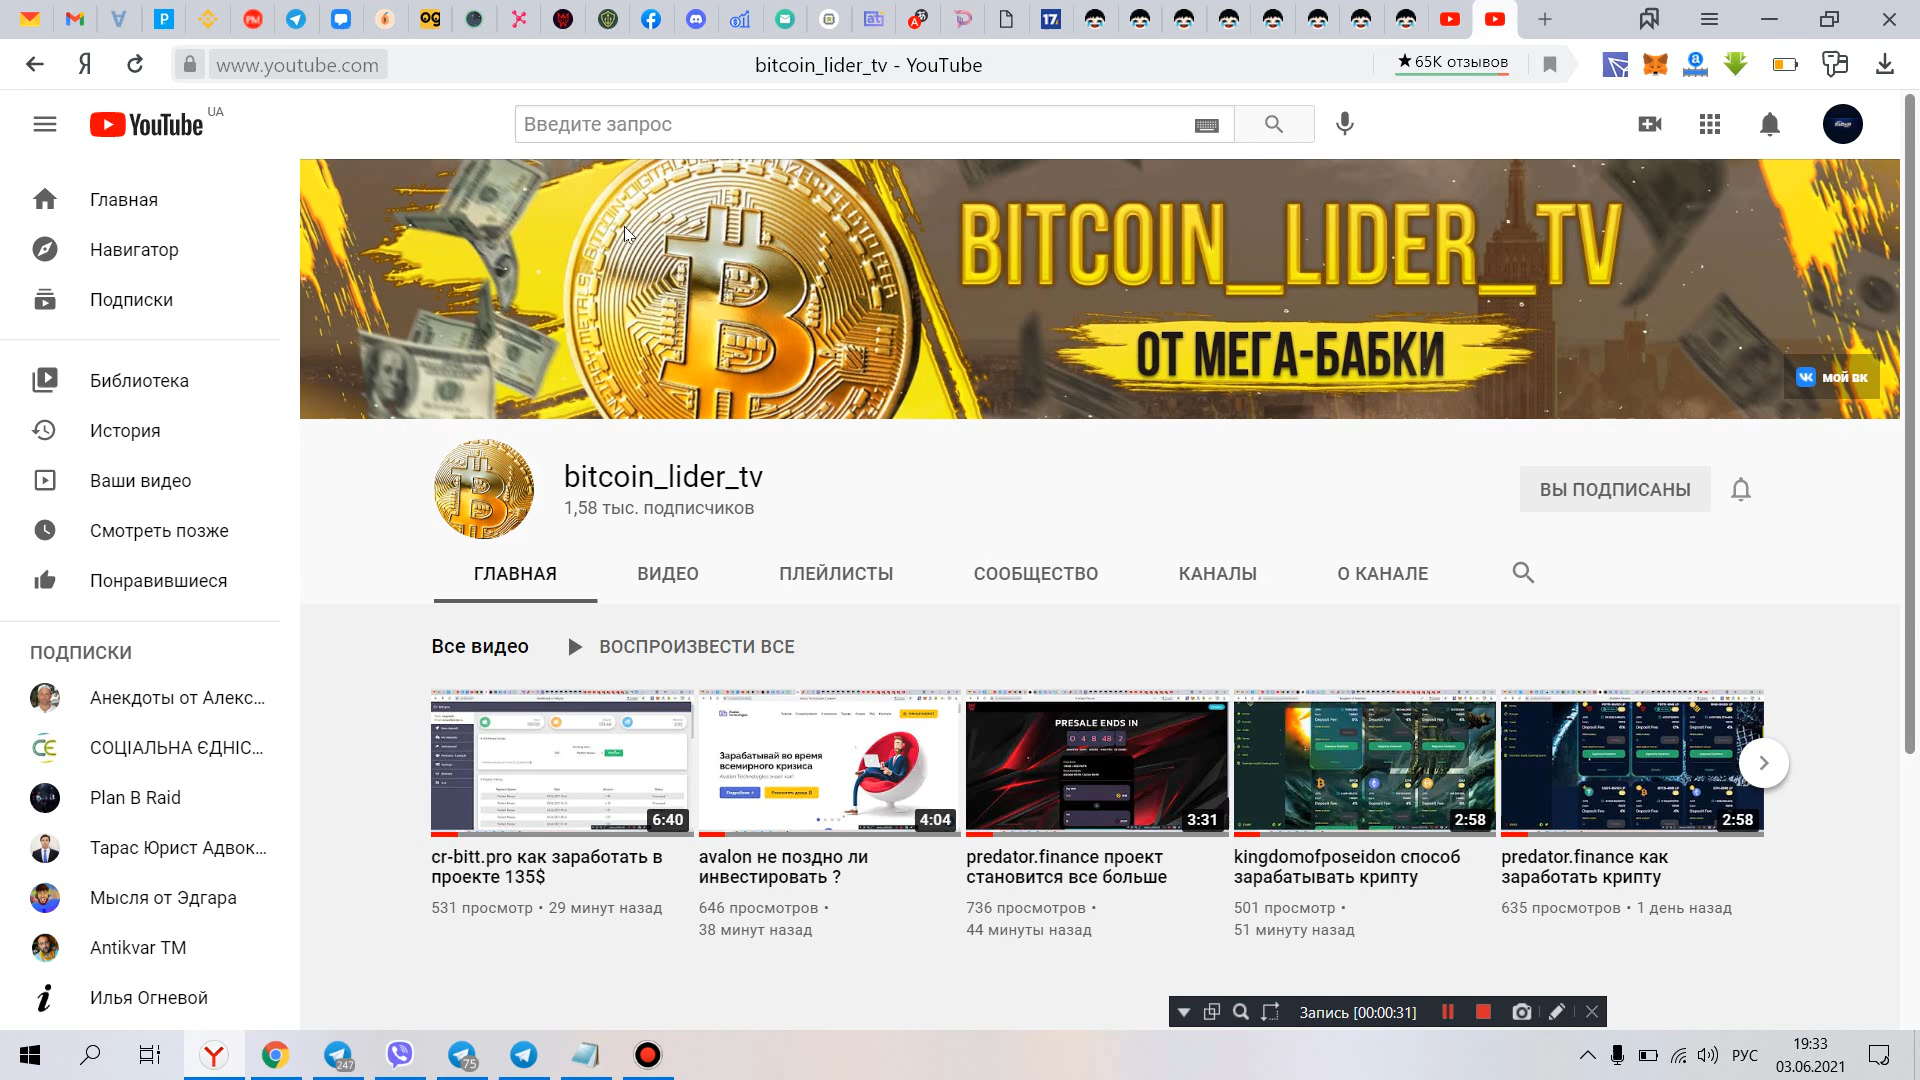 www.youtube.com
bitcoin_lider_tv - YouTube
★65K отзывов
YouTube UA
Введите запрос
Главная
Навигатор
Подписки
Библиотека
История
Ваши видео
Смотреть позже
Понравившиеся
ПОДПИСКИ
Анекдоты от Алекс...
СОЦІАЛЬНА ЄДНІС...
Plan B Raid
Тарас Юрист Адвок...
Мысля от Эдгара
Antikvar TM
Илья Огневой
BITCOIN_LIDER_TV
ОТ МЕГА-БАБКИ
МОЙ ВК
bitcoin_lider_tv
1,58 тыс. подписчиков
ВЫ ПОДПИСАНЫ
ГЛАВНАЯ ВИДЕО ПЛЕЙЛИСТЫ СООБЩЕСТВО КАНАЛЫ О КАНАЛЕ
Все видео ВОСПРОИЗВЕСТИ ВСЕ
6:40
Зарабатывай во время
всемирного кризиса
4:04
PRESALE ENDS IN
3:31
2:58
2:58
cr-bitt.pro как заработать в
проекте 135$
531 просмотр • 29 минут назад
avalon не поздно ли
инвестировать ?
646 просмотров •
38 минут назад
predator.finance проект
становится все больше
736 просмотров •
44 минуты назад
kingdomofposeidon способ
зарабатывать крипту
501 просмотр •
51 минуту назад
predator.finance как
заработать крипту
635 просмотров • 1 день назад
Запись [00:00:31]
247
75
РУС
19:33
03.06.2021